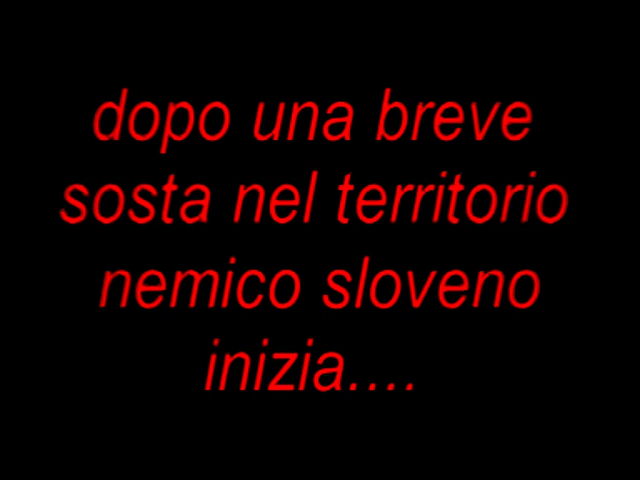 dopo una breve
sosta nel territorio
nemico sloveno
inizia....